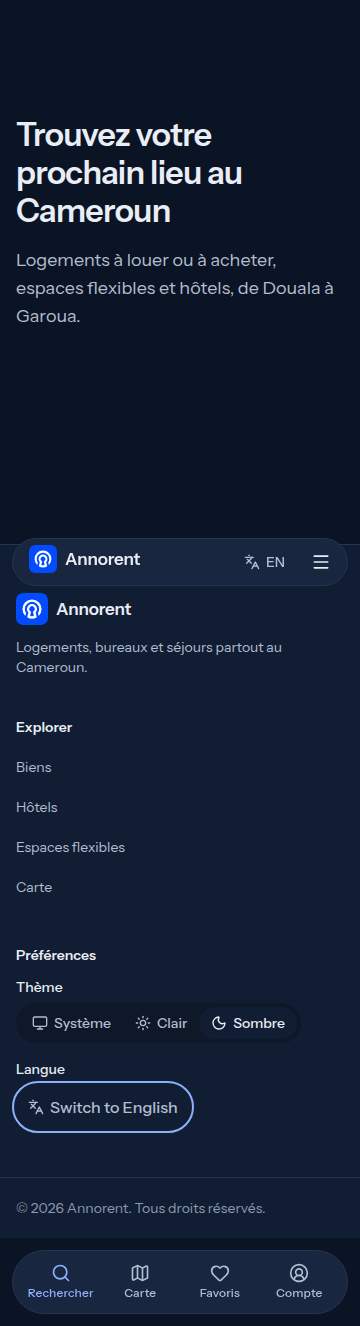 Trouvez votre
prochain lieu au
Cameroun
Logements à louer ou à acheter,
espaces flexibles et hôtels, de Douala à
Garoua.
Annorent
EN
Annorent
Logements, bureaux et séjours partout au
Cameroun.
Explorer
Biens
Hôtels
Espaces flexibles
Carte
Préférences
Thème
Système Clair Sombre
Langue
Switch to English
© 2026 Annorent. Tous droits réservés.
Rechercher Carte Favoris Compte